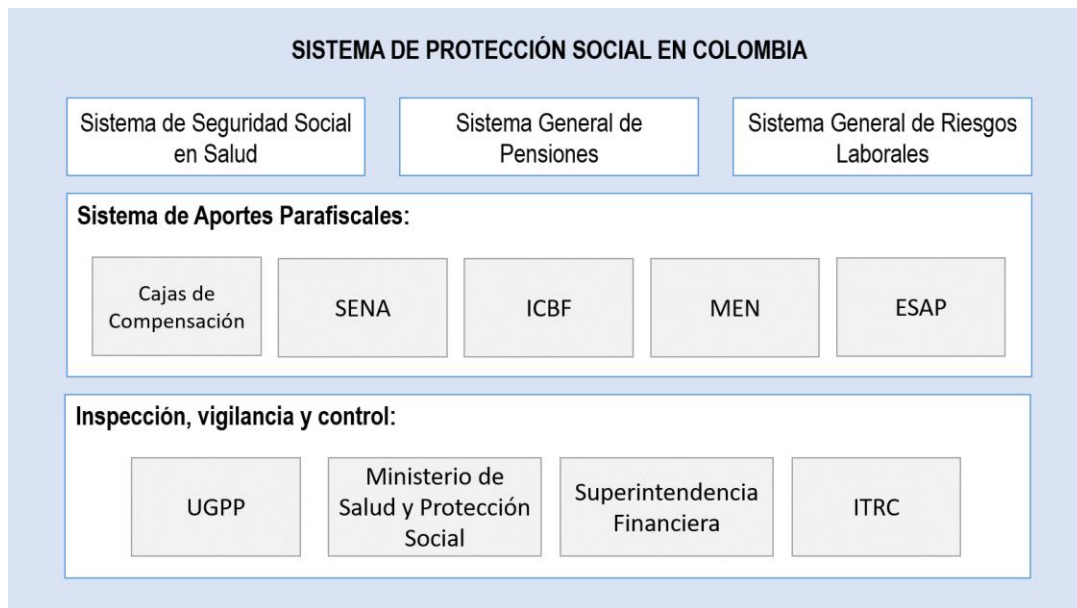 SISTEMA DE PROTECCIÓN SOCIAL EN COLOMBIA
Sistema de Seguridad Social
en Salud
Sistema General de
Pensiones
Sistema General de Riesgos
Laborales
Sistema de Aportes Parafiscales:
Cajas de
Compensación
SENA
ICBF
MEN
ESAP
Inspección, vigilancia y control:
UGPP
Ministerio de
Salud y Protección
Social
Superintendencia
Financiera
ITRC